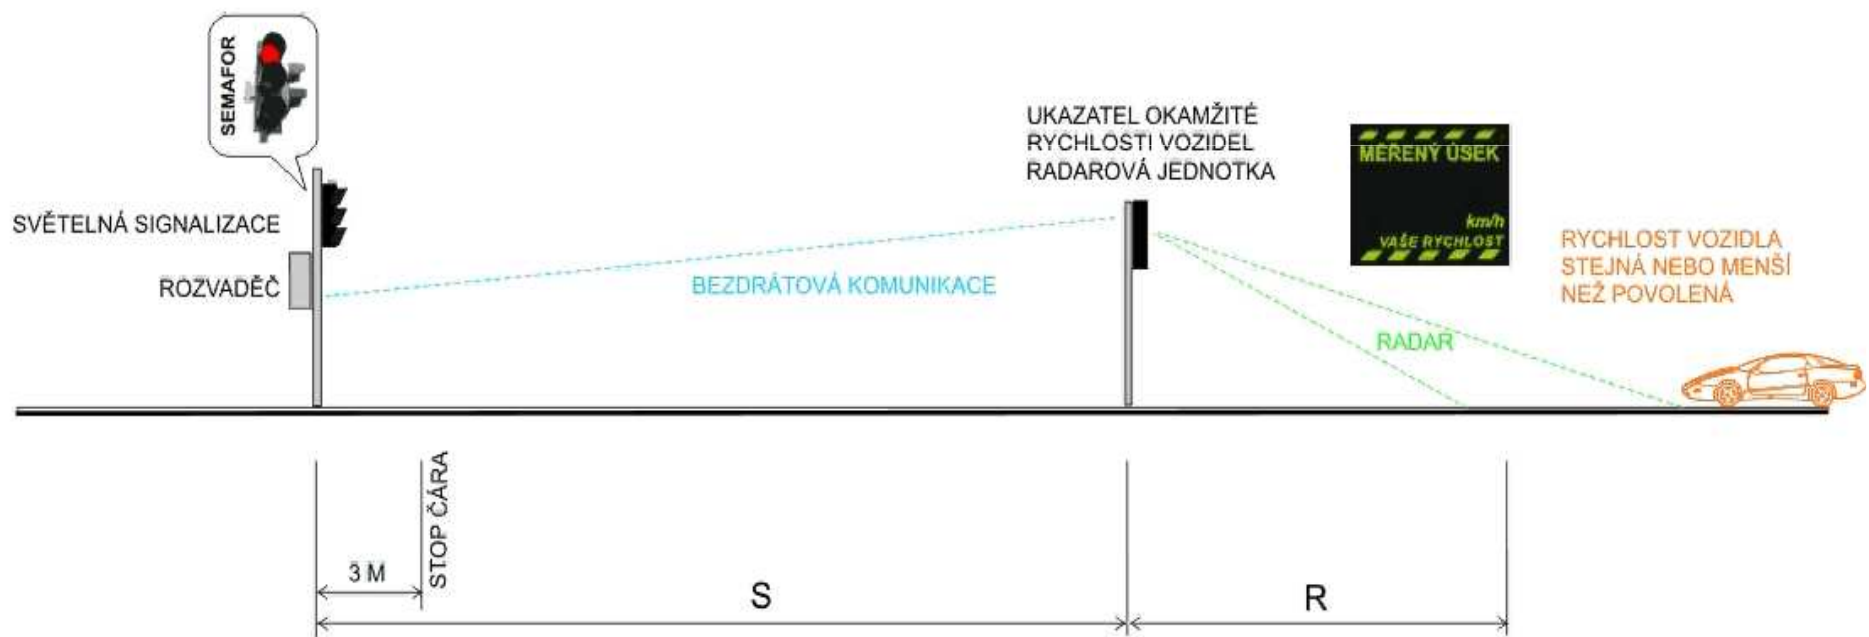 SEMAFOR
SVĚTELNÁ SIGNALIZACE
ROZVADĚČ
BEZDRÁTOVÁ KOMUNIKACE
UKAZATEL OKAMŽITÉ
RYCHLOSTI VOZIDEL
RADAROVÁ JEDNOTKA
MĚŘENÝ ÚSEK
km/h
VAŠE RYCHLOST
RADAR
RYCHLOST VOZIDLA
STEJNÁ NEBO MENŠÍ
NEŽ POVOLENÁ
3 M
STOP ČÁRA
S
R